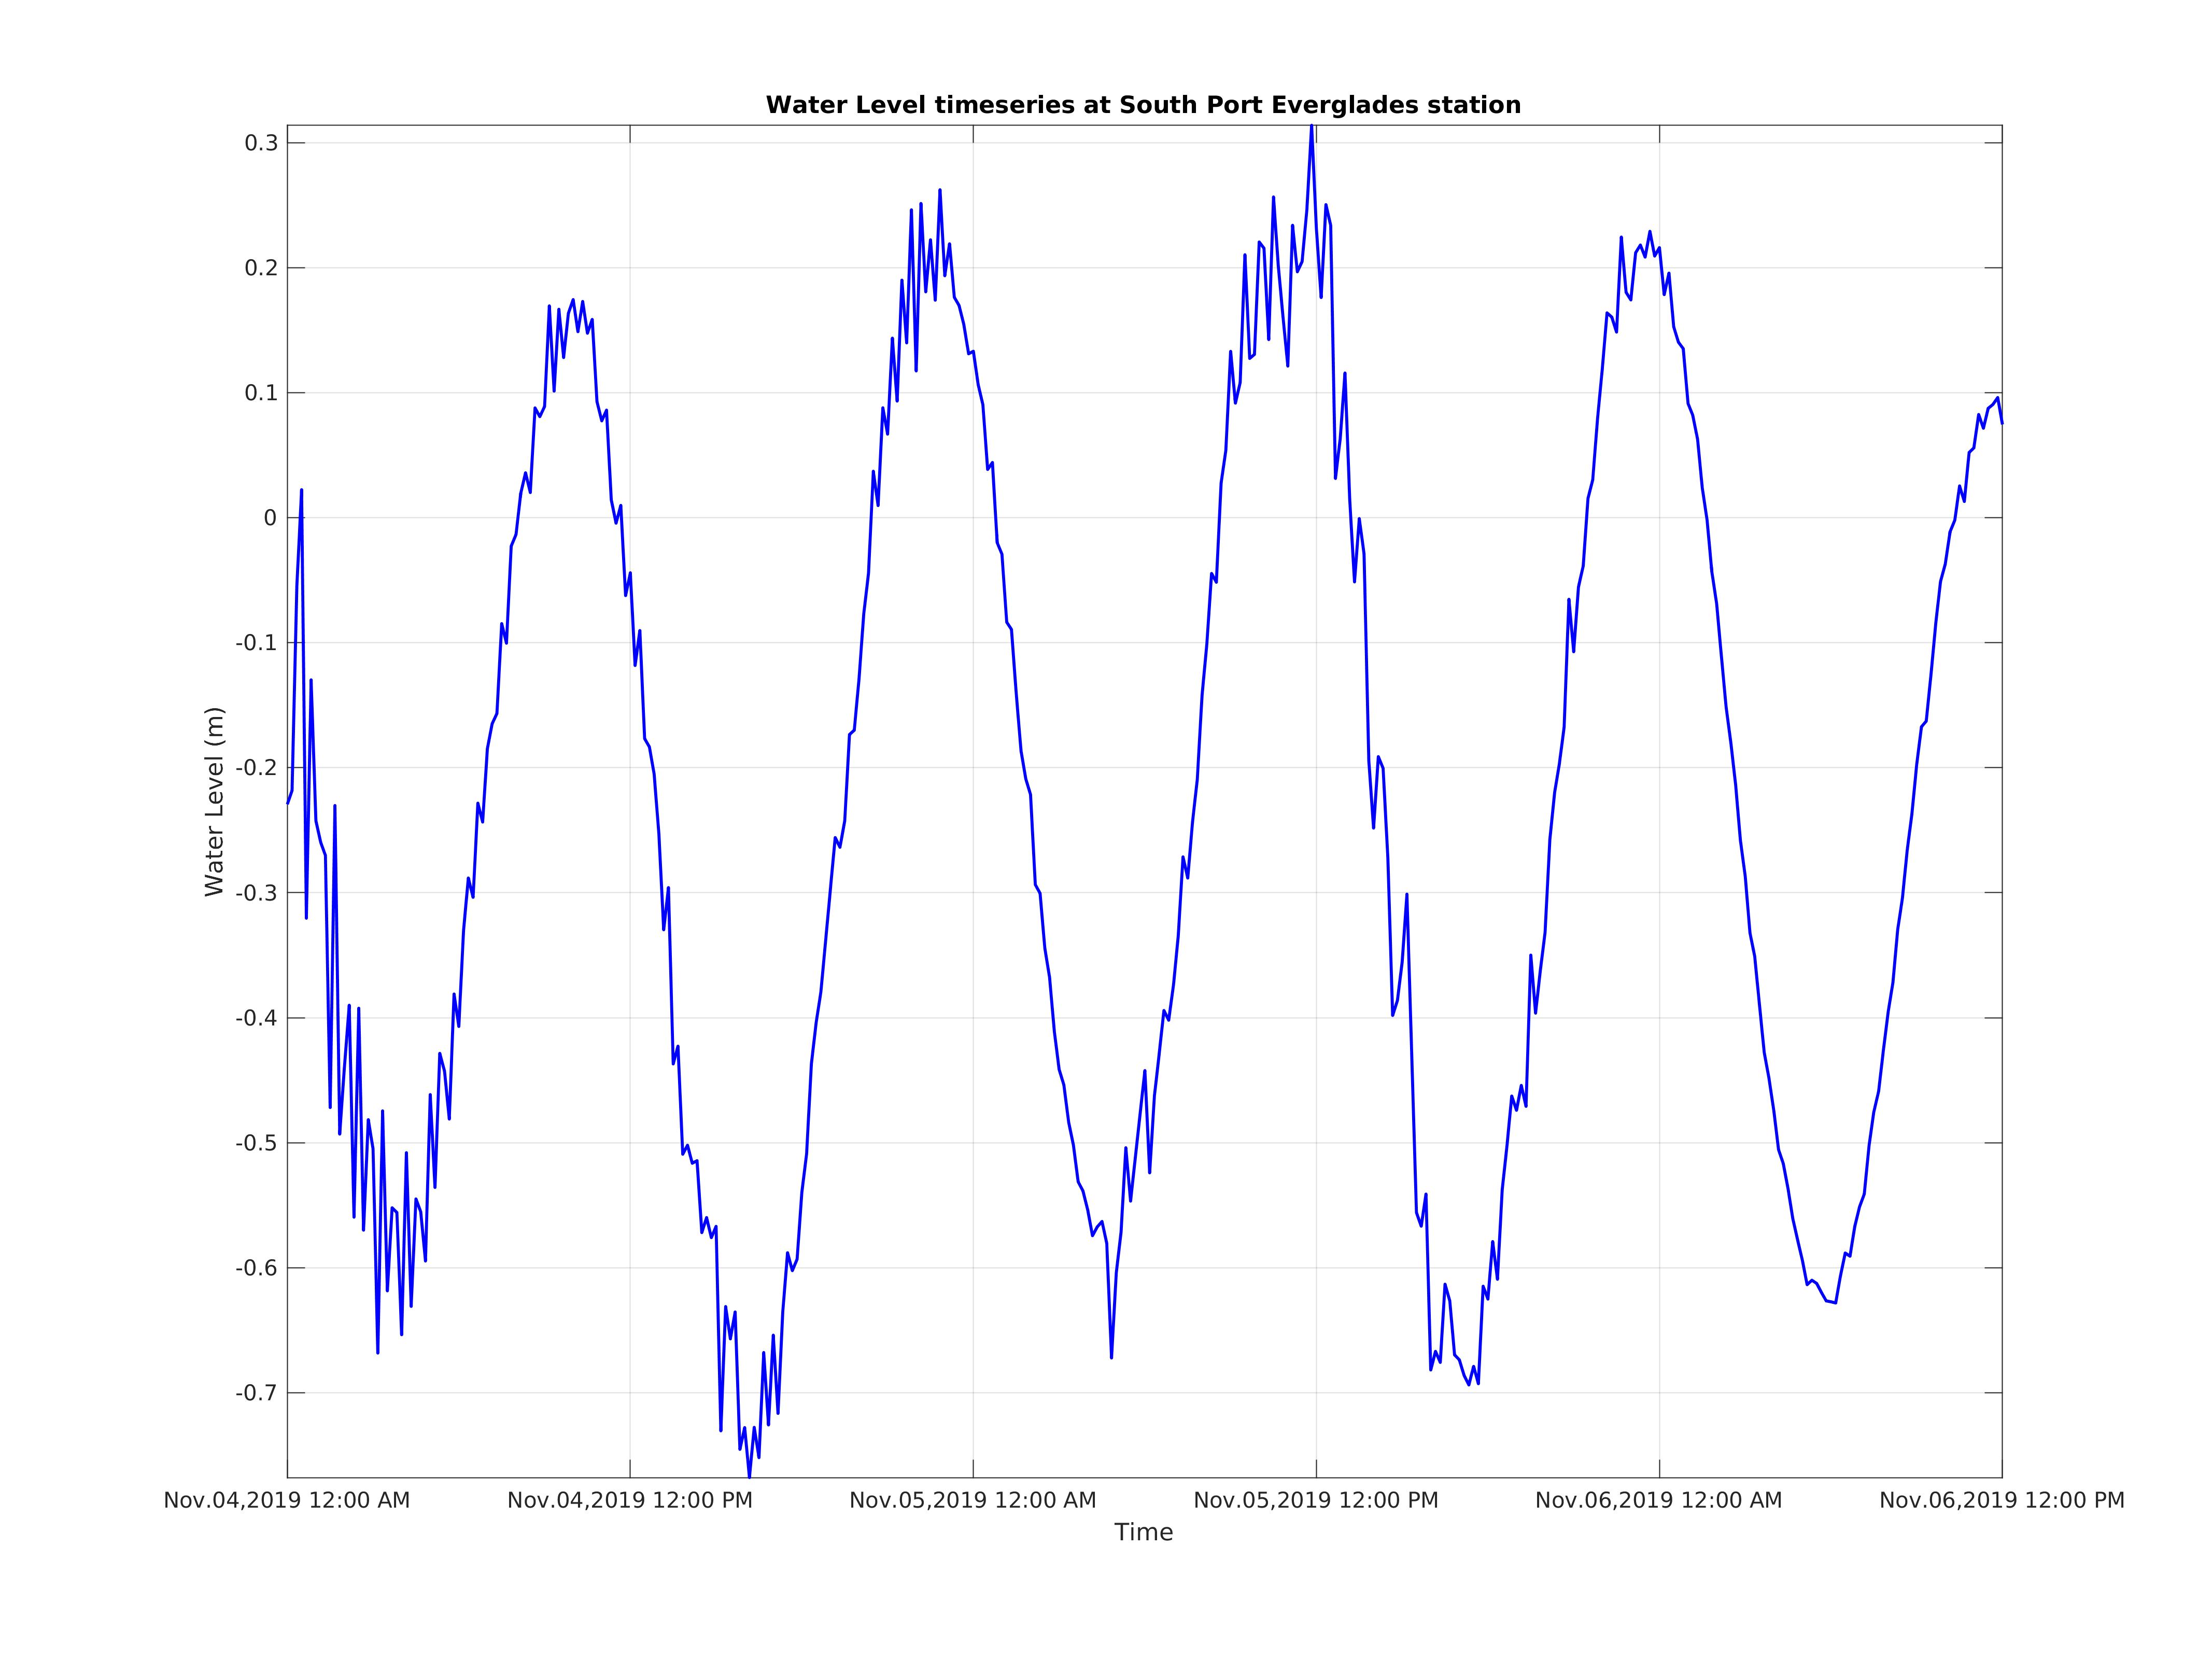 Water Level timeseries at South Port Everglades station
0.3
0.2
0.1
0
-0.1
-0.2
-0.3
-0.4
-0.5
-0.6
-0.7
Water Level (m)
Nov.04,2019 12:00 AM
Nov.04,2019 12:00 PM
Nov.05,2019 12:00 AM
Nov.05,2019 12:00 PM
Nov.06,2019 12:00 AM
Nov.06,2019 12:00 PM
Time